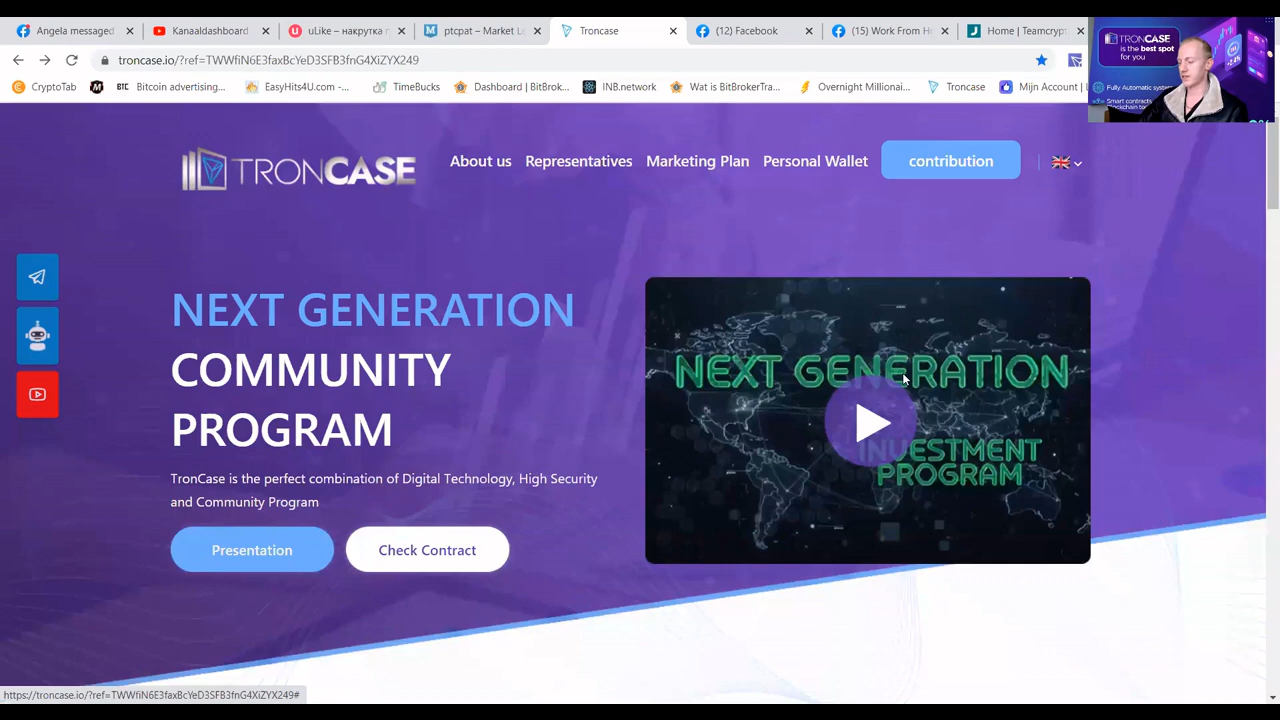 Angela messaged
Kanaaldashboard
uLike – накрутка
ptcpat – Market L
Troncase
(12) Facebook
(15) Work From H
Home | Teamcrypt
troncase.io/?ref=TWWfiN6E3faxBcYeD3SFB3fnG4XiZYX249
CryptoTab
BTC
Bitcoin advertising...
EasyHits4U.com -...
TimeBucks
Dashboard | BitBrok...
INB.network
Wat is BitBrokerTra...
Overnight Millionai...
Troncase
Mijn Account |
TRONCASE
is the best spot
for you
Fully Automatic system
Smart contracts
TRONCASE
About us
Representatives
Marketing Plan
Personal Wallet
contribution
NEXT GENERATION
COMMUNITY
PROGRAM
TronCase is the perfect combination of Digital Technology, High Security
and Community Program
Presentation
Check Contract
NEXT GENERATION
INVESTMENT
PROGRAM
https://troncase.io/?ref=TWWfiN6E3faxBcYeD3SFB3fnG4XiZYX249#